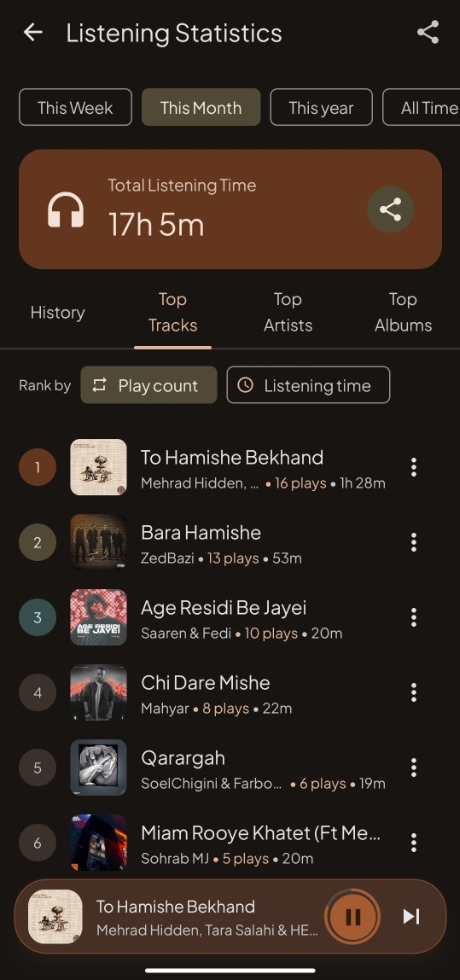 Listening Statistics
This Week
This Month
This year
All Time
Total Listening Time
17h 5m
History
Top
Tracks
Top
Artists
Top
Albums
Rank by
Play count
Listening time
1
To Hamishe Bekhand
Mehrad Hidden, ... • 16 plays • 1h 28m
2
Bara Hamishe
ZedBazi • 13 plays • 53m
3
AGE RESIDI
BE JAYEI
Age Residi Be Jayei
Saaren & Fedi • 10 plays • 20m
4
Chi Dare Mishe
Mahyar • 8 plays • 22m
5
Qarargah
SoelChigini & Farbo... • 6 plays • 19m
6
Miam Rooye Khatet (Ft Me...
Sohrab MJ • 5 plays • 20m
To Hamishe Bekhand
Mehrad Hidden, Tara Salahi & HE...